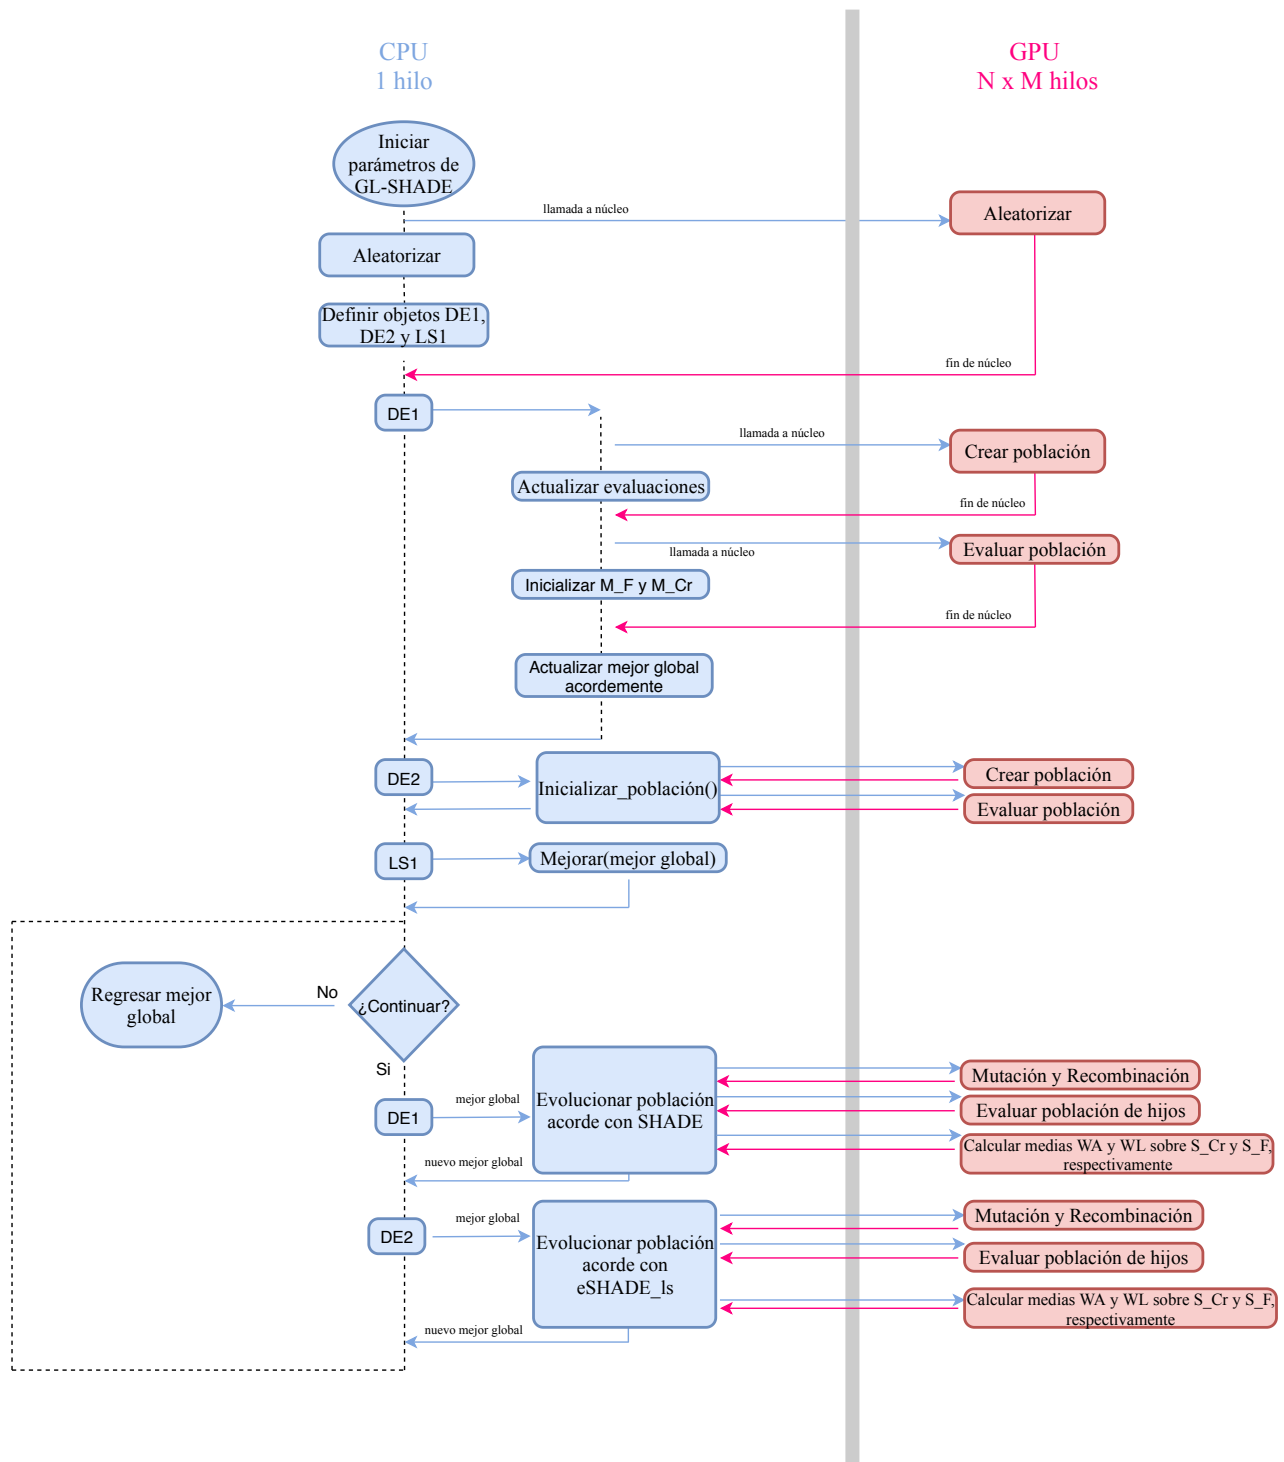 CPU
1 hilo
GPU
N x M hilos
Iniciar
parámetros de
GL-SHADE
llamada a núcleo
Aleatorizar
Aleatorizar
Definir objetos DE1,
DE2 y LS1
fin de núcleo
DE1
llamada a núcleo
Crear población
Actualizar evaluaciones
fin de núcleo
llamada a núcleo
Evaluar población
Inicializar M_F y M_Cr
fin de núcleo
Actualizar mejor global
acordemente
DE2
Inicializar_población()
Crear población
Evaluar población
LS1
Mejorar(mejor global)
Regresar mejor
global
No
¿Continuar?
Si
DE1
mejor global
Evolucionar población
acorde con SHADE
Mutación y Recombinación
Evaluar población de hijos
Calcular medias WA y WL sobre S_Cr y S_F,
respectivamente
nuevo mejor global
DE2
mejor global
Evolucionar población
acorde con
eSHADE_ls
Mutación y Recombinación
Evaluar población de hijos
Calcular medias WA y WL sobre S_Cr y S_F,
respectivamente
nuevo mejor global